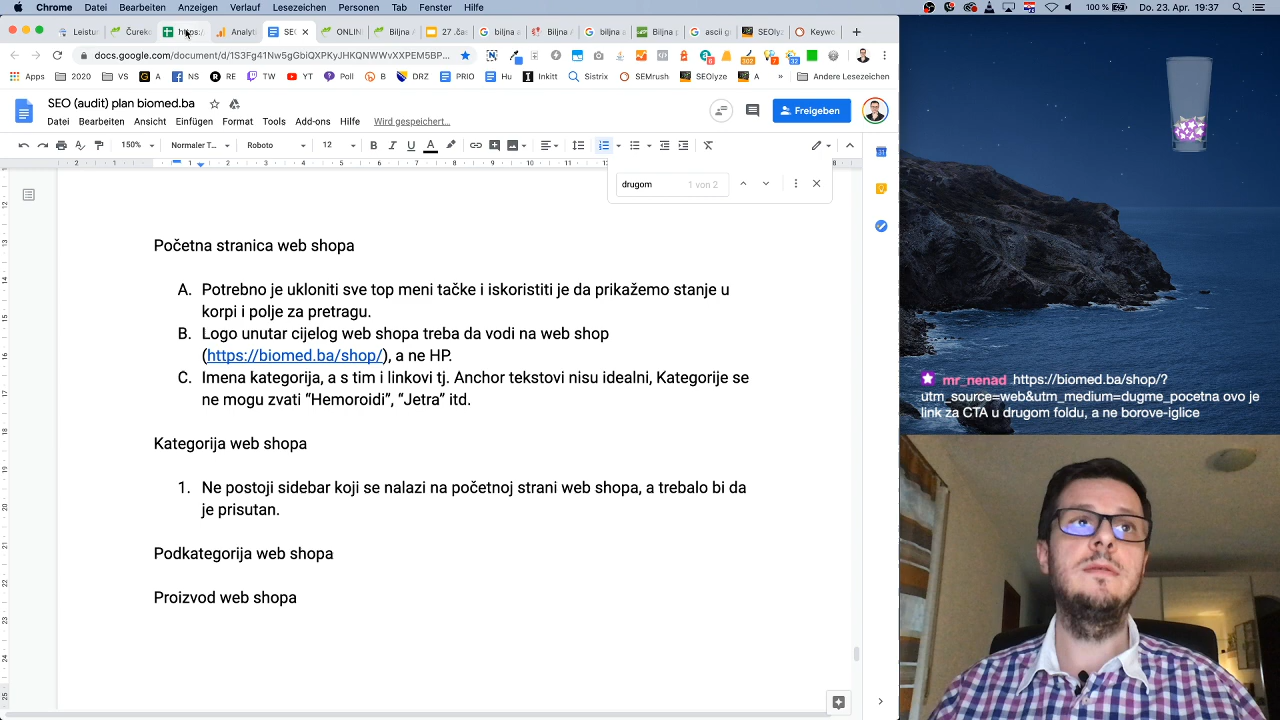 Chrome Datei Bearbeiten Anzeigen Verlauf Lesezeichen Personen Tab Fenster Hilfe 100 % Do. 23. Apr. 19:37
docs.google.com/document/d/1S3Fg41Nw5gGbiQXPKyJHKQNWWvXXPEM5BP...
Apps 2020 VS G A NS RE TW YT Poll B DRZ PRIO Hu Inkitt Sistrix SEMrush SEOlyze A » Andere Lesezeichen
SEO (audit) plan biomed.ba
Datei Bearbeiten Ansicht Einfügen Format Tools Add-ons Hilfe Wird gespeichert...
Freigeben
150% Normaler T... Roboto 12
drugom 1 von 2
Početna stranica web shopa
A. Potrebno je ukloniti sve top meni tačke i iskoristiti je da prikažemo stanje u
korpi i polje za pretragu.
B. Logo unutar cijelog web shopa treba da vodi na web shop
(https://biomed.ba/shop/), a ne HP.
C. Imena kategorija, a s tim i linkovi tj. Anchor tekstovi nisu idealni, Kategorije se
ne mogu zvati “Hemoroidi”, “Jetra” itd.
Kategorija web shopa
1. Ne postoji sidebar koji se nalazi na početnoj strani web shopa, a trebalo bi da
je prisutan.
Podkategorija web shopa
Proizvod web shopa
mr_nenad https://biomed.ba/shop/?
utm_source=web&utm_medium=dugme_pocetna ovo je
link za CTA u drugom foldu, a ne borove-iglice